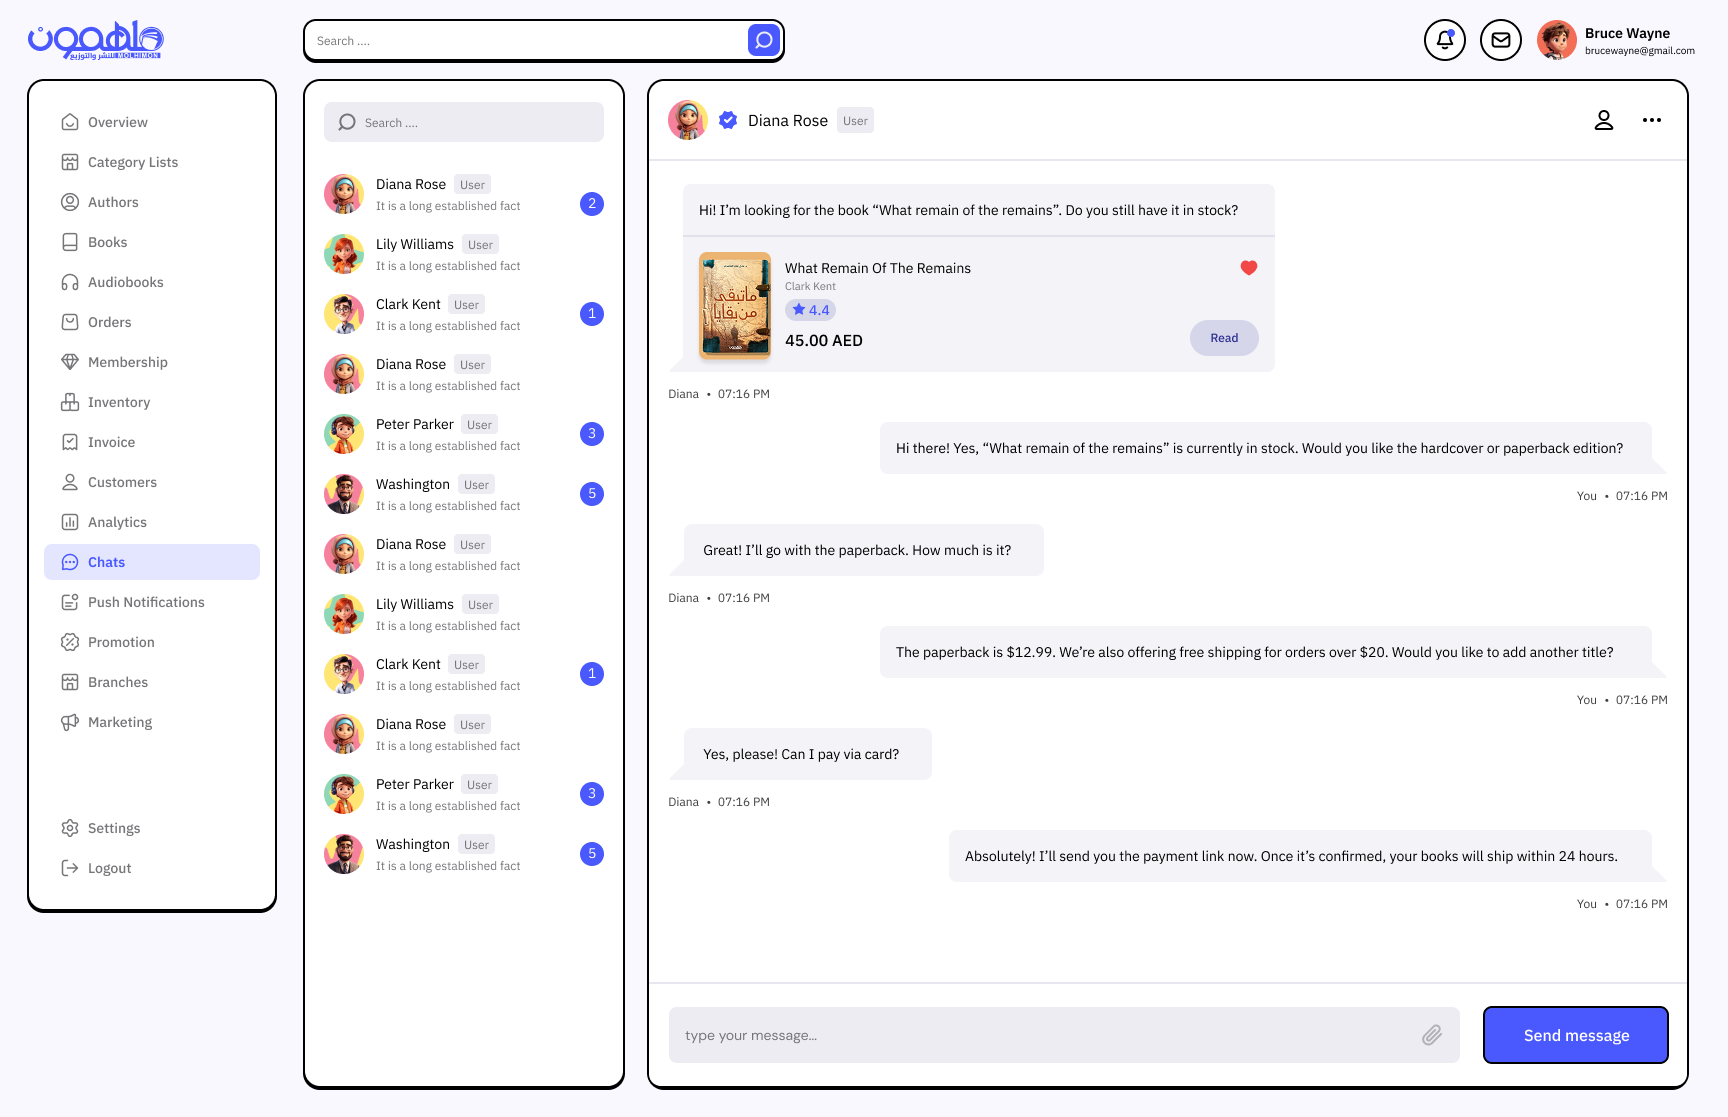 ملهمون
للنشر والتوزيع MOLHIMON
Search ....
Bruce Wayne
brucewayne@gmail.com
Overview
Category Lists
Authors
Books
Audiobooks
Orders
Membership
Inventory
Invoice
Customers
Analytics
Chats
Push Notifications
Promotion
Branches
Marketing
Settings
Logout
Search ....
Diana Rose User
It is a long established fact
2
Lily Williams User
It is a long established fact
Clark Kent User
It is a long established fact
1
Diana Rose User
It is a long established fact
Peter Parker User
It is a long established fact
3
Washington User
It is a long established fact
5
Diana Rose User
It is a long established fact
Lily Williams User
It is a long established fact
Clark Kent User
It is a long established fact
1
Diana Rose User
It is a long established fact
Peter Parker User
It is a long established fact
3
Washington User
It is a long established fact
5
Diana Rose User
Hi! I’m looking for the book “What remain of the remains”. Do you still have it in stock?
ماتبقى
من بقايا
What Remain Of The Remains
Clark Kent
4.4
45.00 AED
Read
Diana • 07:16 PM
Hi there! Yes, “What remain of the remains” is currently in stock. Would you like the hardcover or paperback edition?
You • 07:16 PM
Great! I’ll go with the paperback. How much is it?
Diana • 07:16 PM
The paperback is $12.99. We’re also offering free shipping for orders over $20. Would you like to add another title?
You • 07:16 PM
Yes, please! Can I pay via card?
Diana • 07:16 PM
Absolutely! I’ll send you the payment link now. Once it’s confirmed, your books will ship within 24 hours.
You • 07:16 PM
type your message...
Send message